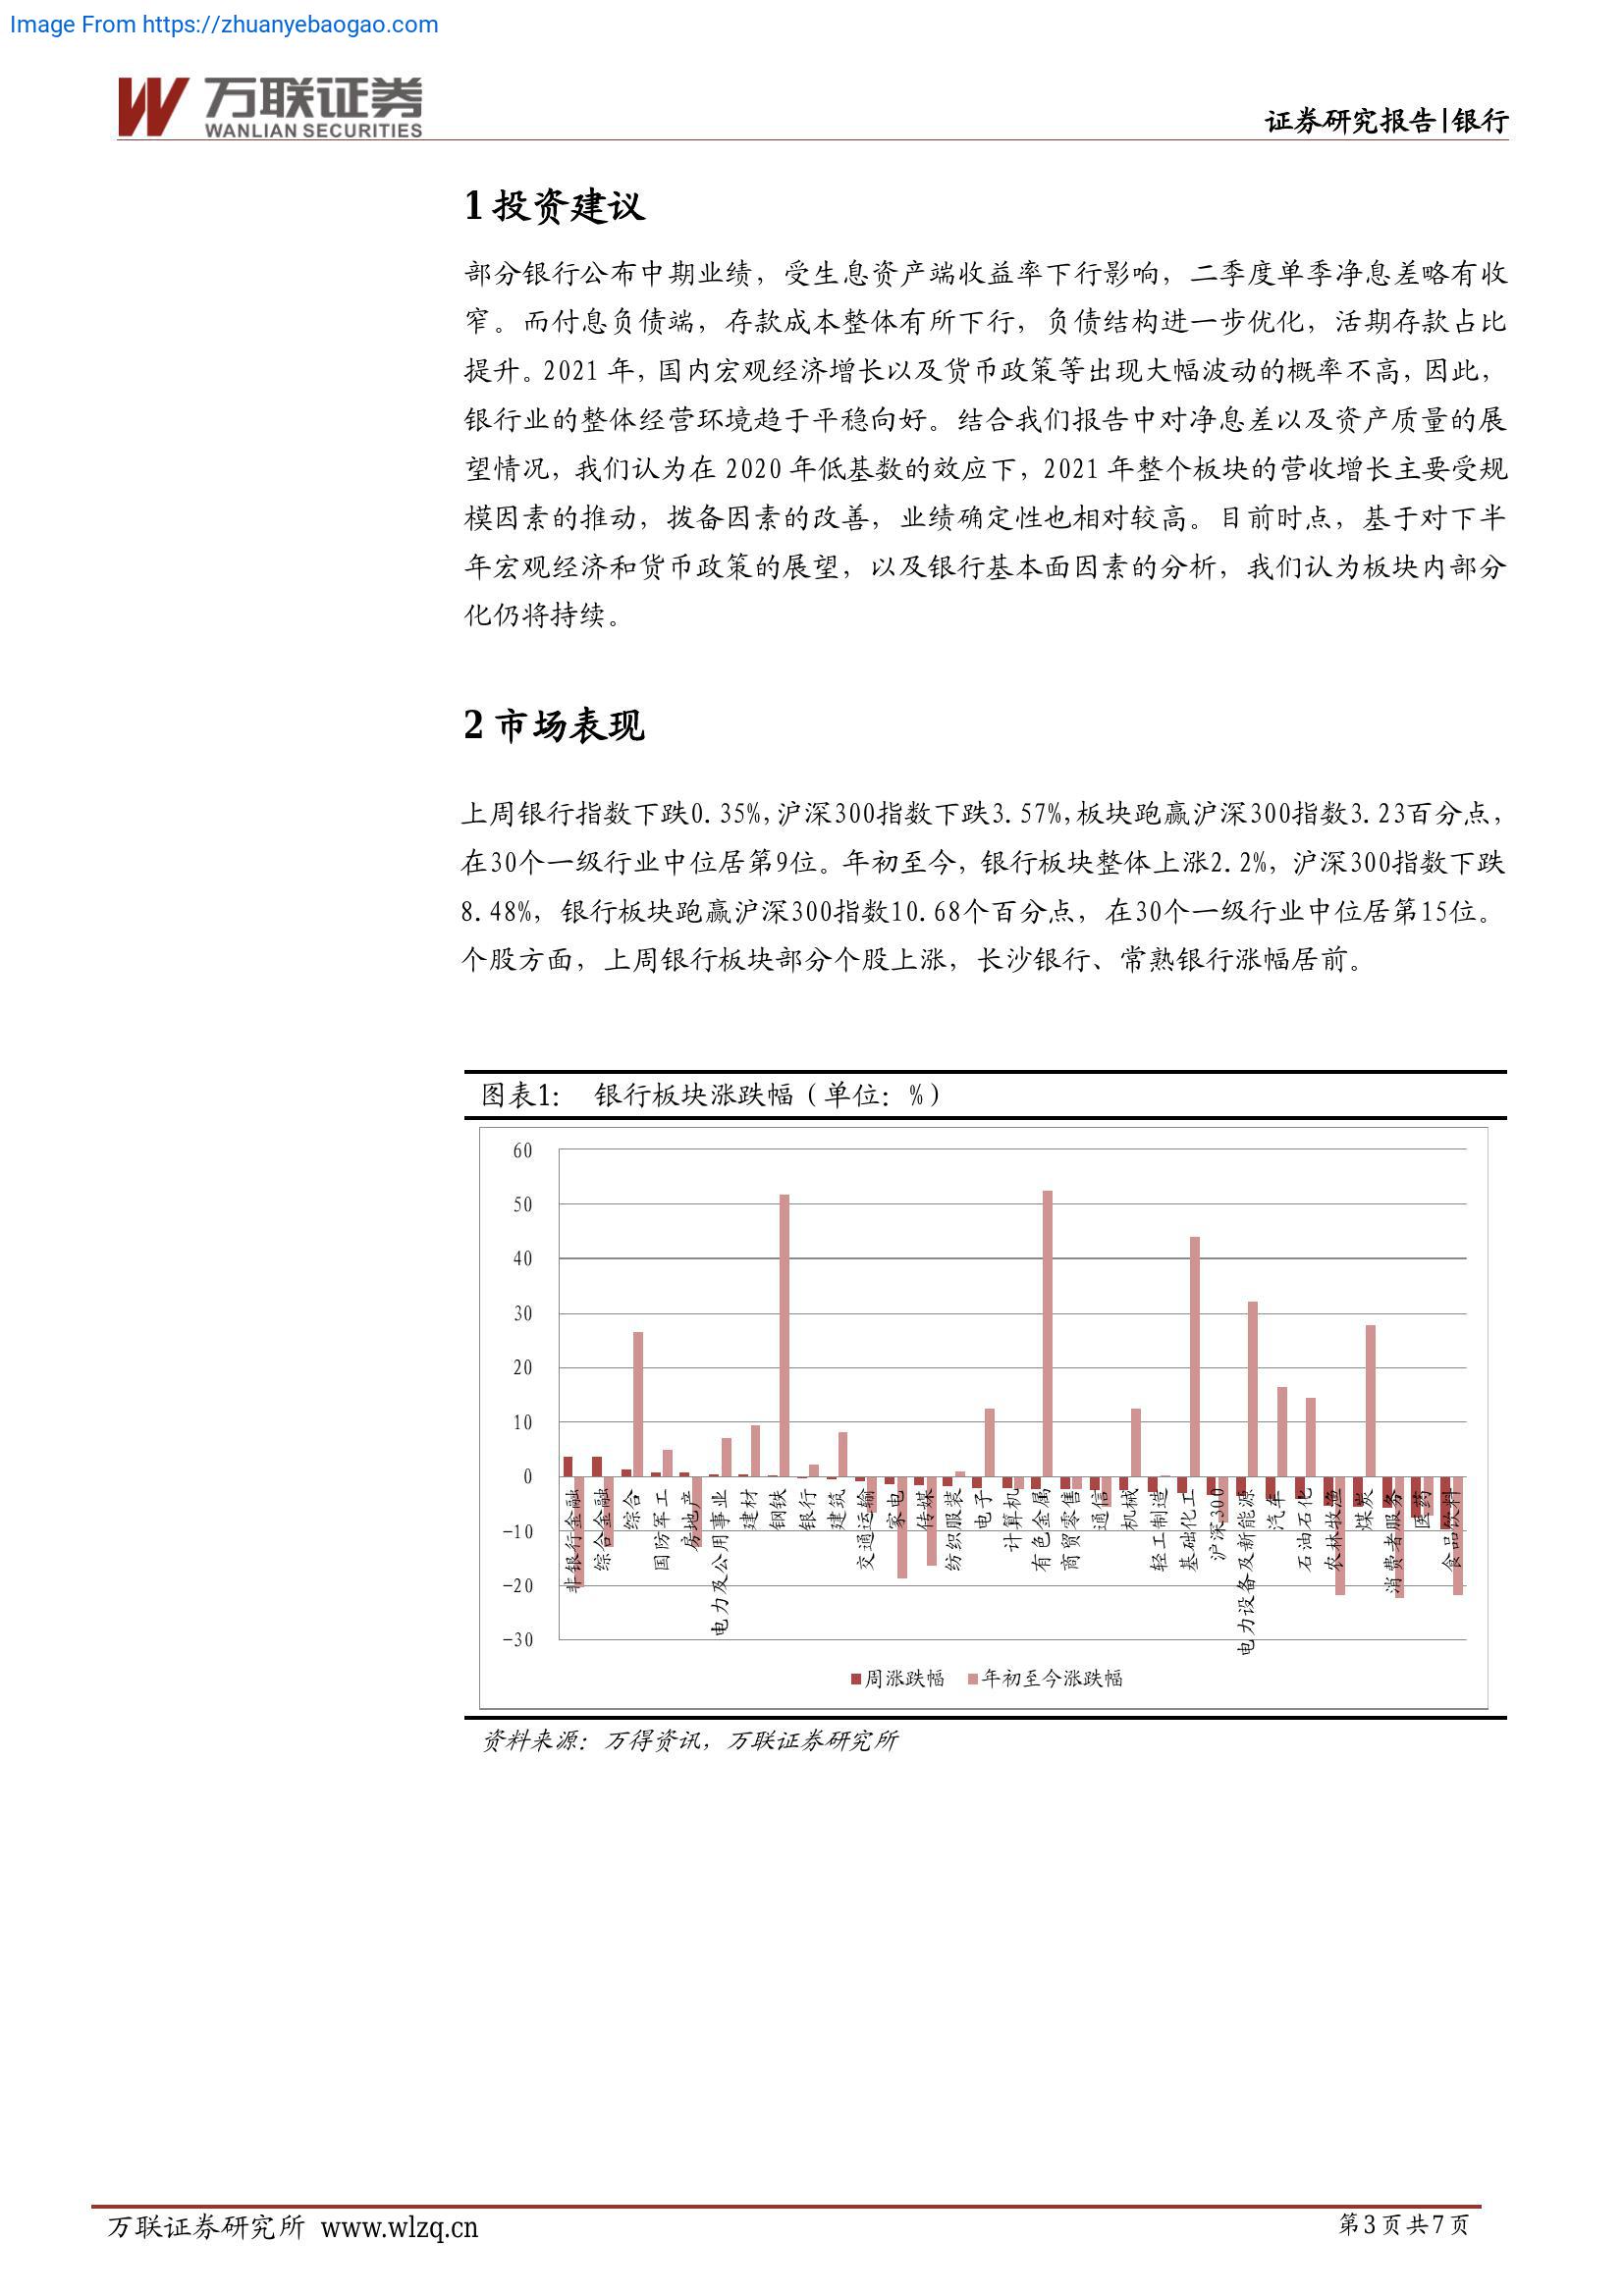 Image From https://zhuanyebaogao.com
万联证券
WANLIAN SECURITIES
证券研究报告|银行
1 投资建议
部分银行公布中期业绩，受生息资产端收益率下行影响，二季度单季净息差略有收
窄。而付息负债端，存款成本整体有所下行，负债结构进一步优化，活期存款占比
提升。2021 年，国内宏观经济增长以及货币政策等出现大幅波动的概率不高，因此，
银行业的整体经营环境趋于平稳向好。结合我们报告中对净息差以及资产质量的展
望情况，我们认为在 2020 年低基数的效应下，2021 年整个板块的营收增长主要受规
模因素的推动，拨备因素的改善，业绩确定性也相对较高。目前时点，基于对下半
年宏观经济和货币政策的展望，以及银行基本面因素的分析，我们认为板块内部分
化仍将持续。
2 市场表现
上周银行指数下跌0.35%，沪深300指数下跌3.57%，板块跑赢沪深300指数3.23百分点，
在30个一级行业中位居第9位。年初至今，银行板块整体上涨2.2%，沪深300指数下跌
8.48%，银行板块跑赢沪深300指数10.68个百分点，在30个一级行业中位居第15位。
个股方面，上周银行板块部分个股上涨，长沙银行、常熟银行涨幅居前。
图表1： 银行板块涨跌幅（单位：%）
60
50
40
30
20
10
0
-10
-20
-30
非银行金融
综合金融
综合
国防军工
房地产
电力及公用事业
建材
钢铁
银行
建筑
交通运输
家电
传媒
纺织服装
电子
计算机
有色金属
商贸零售
通信
机械
轻工制造
基础化工
沪深300
电力设备及新能源
汽车
石油石化
农林牧渔
煤炭
消费者服务
医药
食品饮料
周涨跌幅 年初至今涨跌幅
资料来源：万得资讯，万联证券研究所
万联证券研究所 www.wlzq.cn
第3页共7页